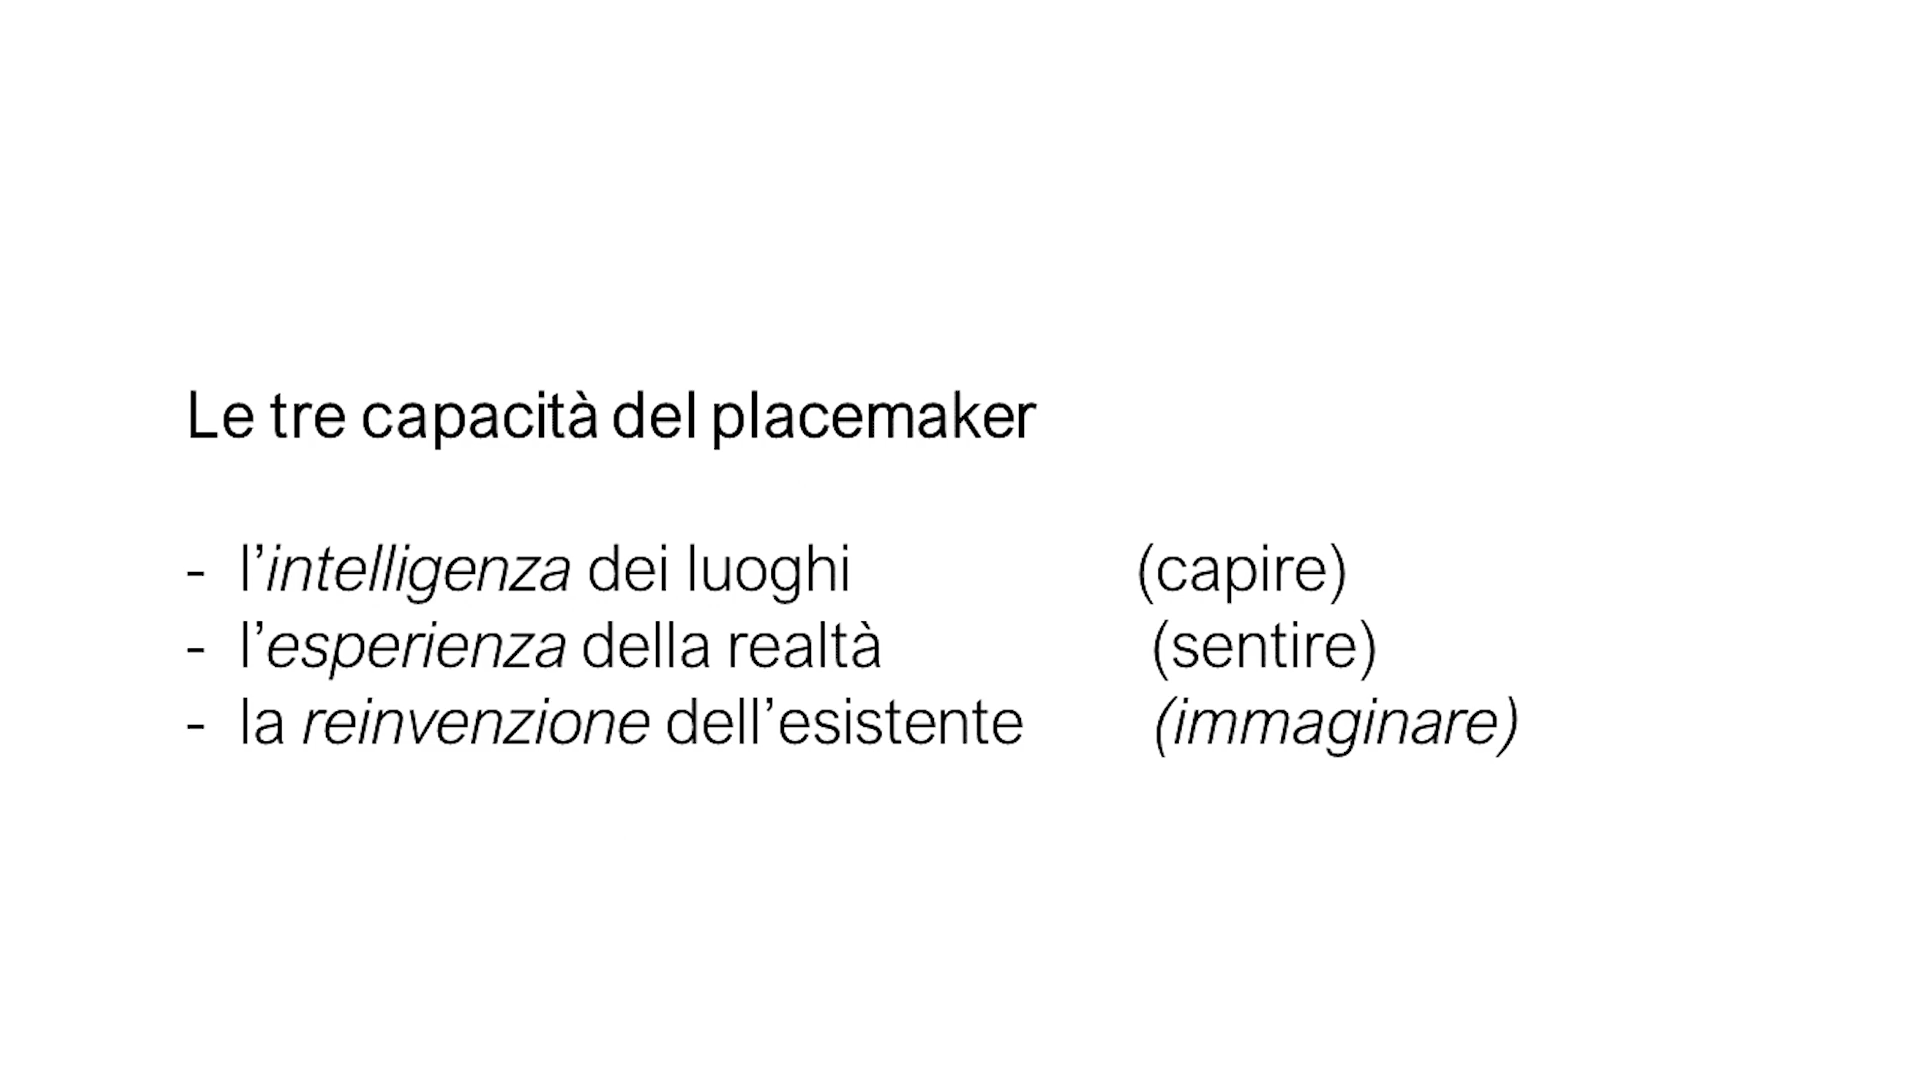 Le tre capacità del placemaker
- l’intelligenza dei luoghi (capire)
- l’esperienza della realtà (sentire)
- la reinvenzione dell’esistente (immaginare)